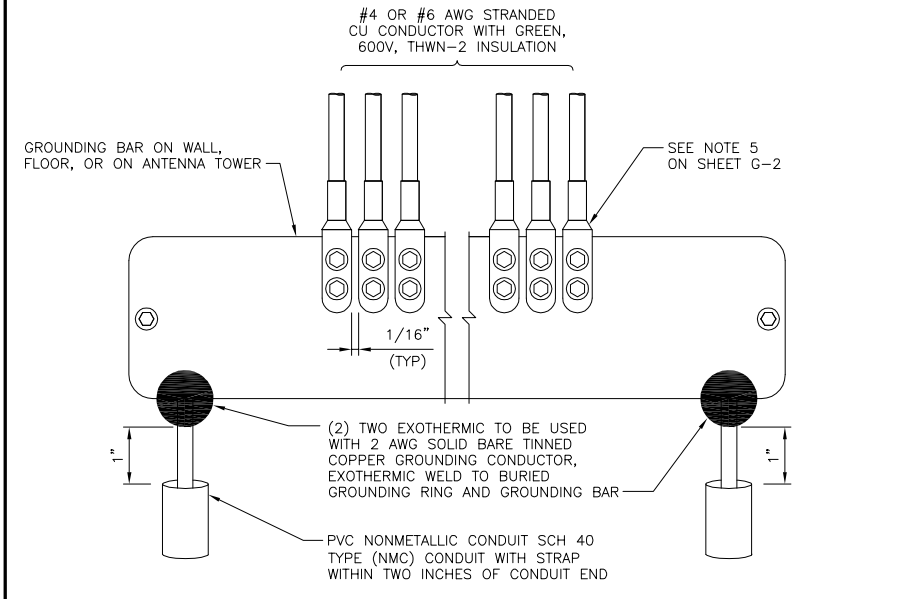 #4 OR #6 AWG STRANDED
CU CONDUCTOR WITH GREEN,
600V, THWN-2 INSULATION
GROUNDING BAR ON WALL,
FLOOR, OR ON ANTENNA TOWER
SEE NOTE 5
ON SHEET G-2
1/16"
(TYP)
(2) TWO EXOTHERMIC TO BE USED
WITH 2 AWG SOLID BARE TINNED
COPPER GROUNDING CONDUCTOR,
EXOTHERMIC WELD TO BURIED
GROUNDING RING AND GROUNDING BAR
1"
1"
PVC NONMETALLIC CONDUIT SCH 40
TYPE (NMC) CONDUIT WITH STRAP
WITHIN TWO INCHES OF CONDUIT END